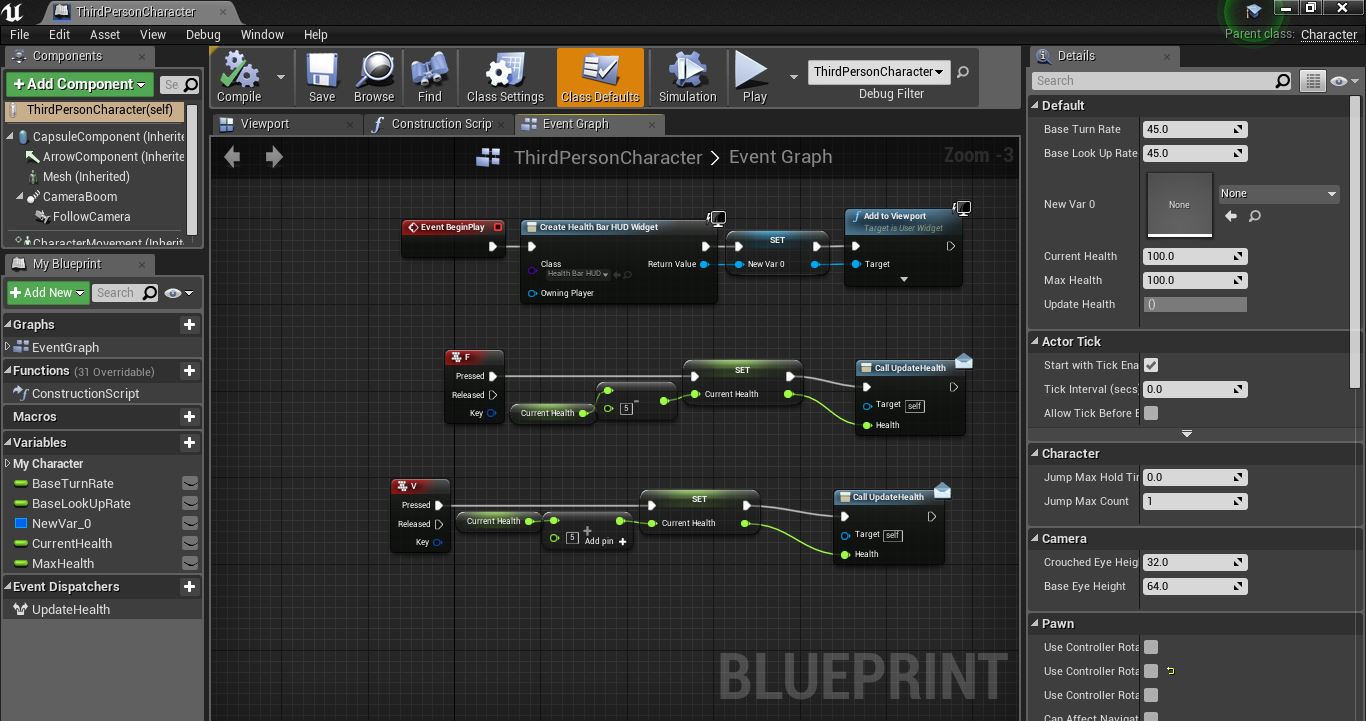 ThirdPersonCharacter
File Edit Asset View Debug Window Help
Parent class: Character
Components
+ Add Component
Se
ThirdPersonCharacter(self)
CapsuleComponent (Inherite
ArrowComponent (Inherite
Mesh (Inherited)
CameraBoom
FollowCamera
CharacterMovement (Inherited
My Blueprint
+ Add New
Search
Graphs
EventGraph
Functions (31 Overridable)
ConstructionScript
Macros
Variables
My Character
BaseTurnRate
BaseLookUpRate
NewVar_0
CurrentHealth
MaxHealth
Event Dispatchers
UpdateHealth
Compile
Save
Browse
Find
Class Settings
Class Defaults
Simulation
Play
ThirdPersonCharacter
Debug Filter
Viewport
Construction Scrip
Event Graph
ThirdPersonCharacter > Event Graph
Zoom -3
Event BeginPlay
Create Health Bar HUD Widget
Class
Health Bar HUD
Return Value
Owning Player
SET
New Var 0
Add to Viewport
Target is User Widget
Target
F
Pressed
Released
Key
Current Health
5
-
SET
Current Health
Call UpdateHealth
Target self
Health
V
Pressed
Released
Key
Current Health
5
+
Add pin +
SET
Current Health
Call UpdateHealth
Target self
Health
BLUEPRINT
Details
Search
Default
Base Turn Rate 45.0
Base Look Up Rate 45.0
New Var 0
None
None
Current Health 100.0
Max Health 100.0
Update Health ()
Actor Tick
Start with Tick Ena
Tick Interval (secs 0.0
Allow Tick Before E
Character
Jump Max Hold Tir 0.0
Jump Max Count 1
Camera
Crouched Eye Heig 32.0
Base Eye Height 64.0
Pawn
Use Controller Rota
Use Controller Rota
Use Controller Rota
Can Affect Navigat